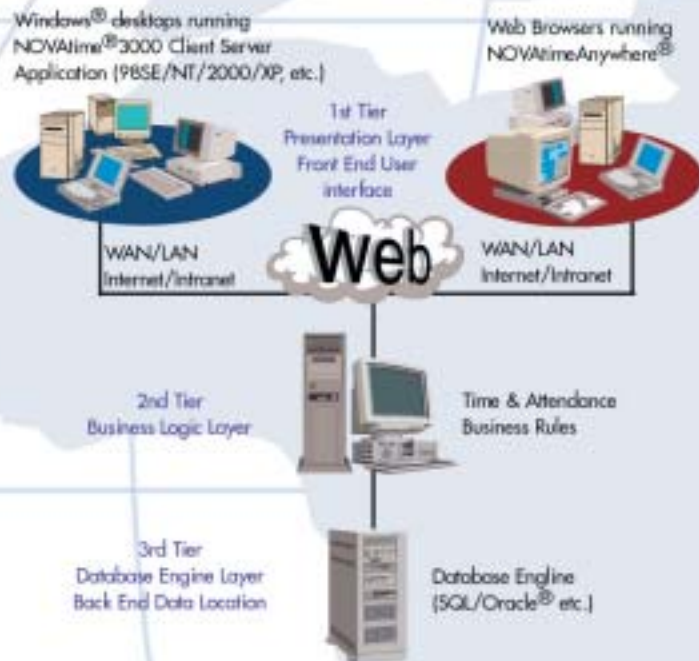 Windows® desktops running
NOVAtime®3000 Client Server
Application (98SE/NT/2000/XP, etc.)
Web Browsers running
NOVAtimeAnywhere®
1st Tier
Presentation Layer
Front End User
interface
WAN/LAN
Internet/Intranet
Web
WAN/LAN
Internet/Intranet
2nd Tier
Business Logic Layer
Time & Attendance
Business Rules
3rd Tier
Database Engine Layer
Back End Data Location
Database Engline
(SQL/Oracle® etc.)